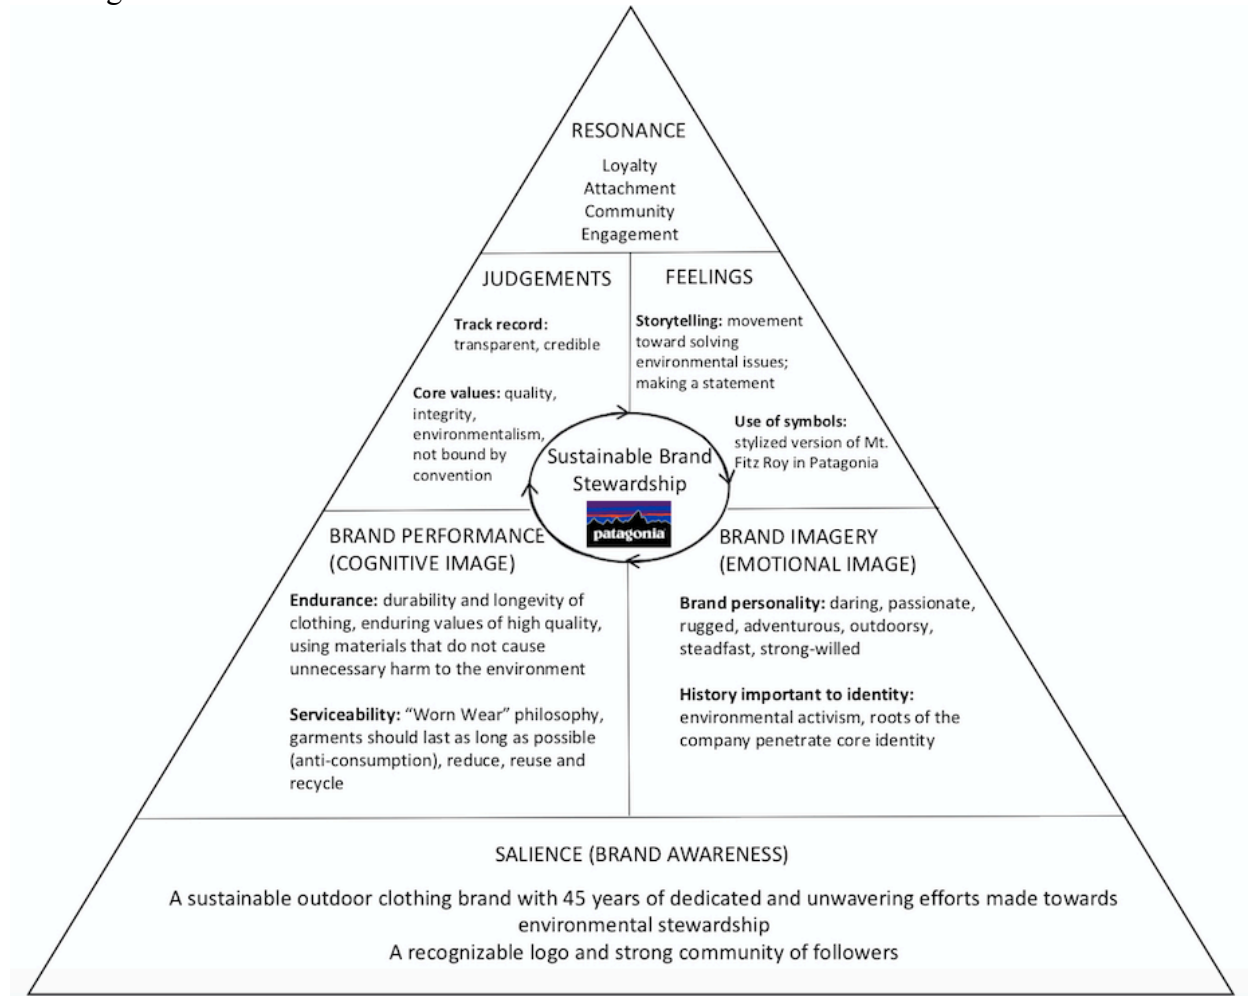 RESONANCE
Loyalty
Attachment
Community
Engagement
JUDGEMENTS
Track record:
transparent, credible
Core values: quality,
integrity,
environmentalism,
not bound by
convention
FEELINGS
Storytelling: movement
toward solving
environmental issues;
making a statement
Use of symbols:
stylized version of Mt.
Fitz Roy in Patagonia
Sustainable Brand
Stewardship
patagonia
BRAND PERFORMANCE
(COGNITIVE IMAGE)
Endurance: durability and longevity of
clothing, enduring values of high quality,
using materials that do not cause
unnecessary harm to the environment
Serviceability: “Worn Wear” philosophy,
garments should last as long as possible
(anti-consumption), reduce, reuse and
recycle
BRAND IMAGERY
(EMOTIONAL IMAGE)
Brand personality: daring, passionate,
rugged, adventurous, outdoorsy,
steadfast, strong-willed
History important to identity:
environmental activism, roots of the
company penetrate core identity
SALIENCE (BRAND AWARENESS)
A sustainable outdoor clothing brand with 45 years of dedicated and unwavering efforts made towards
environmental stewardship
A recognizable logo and strong community of followers